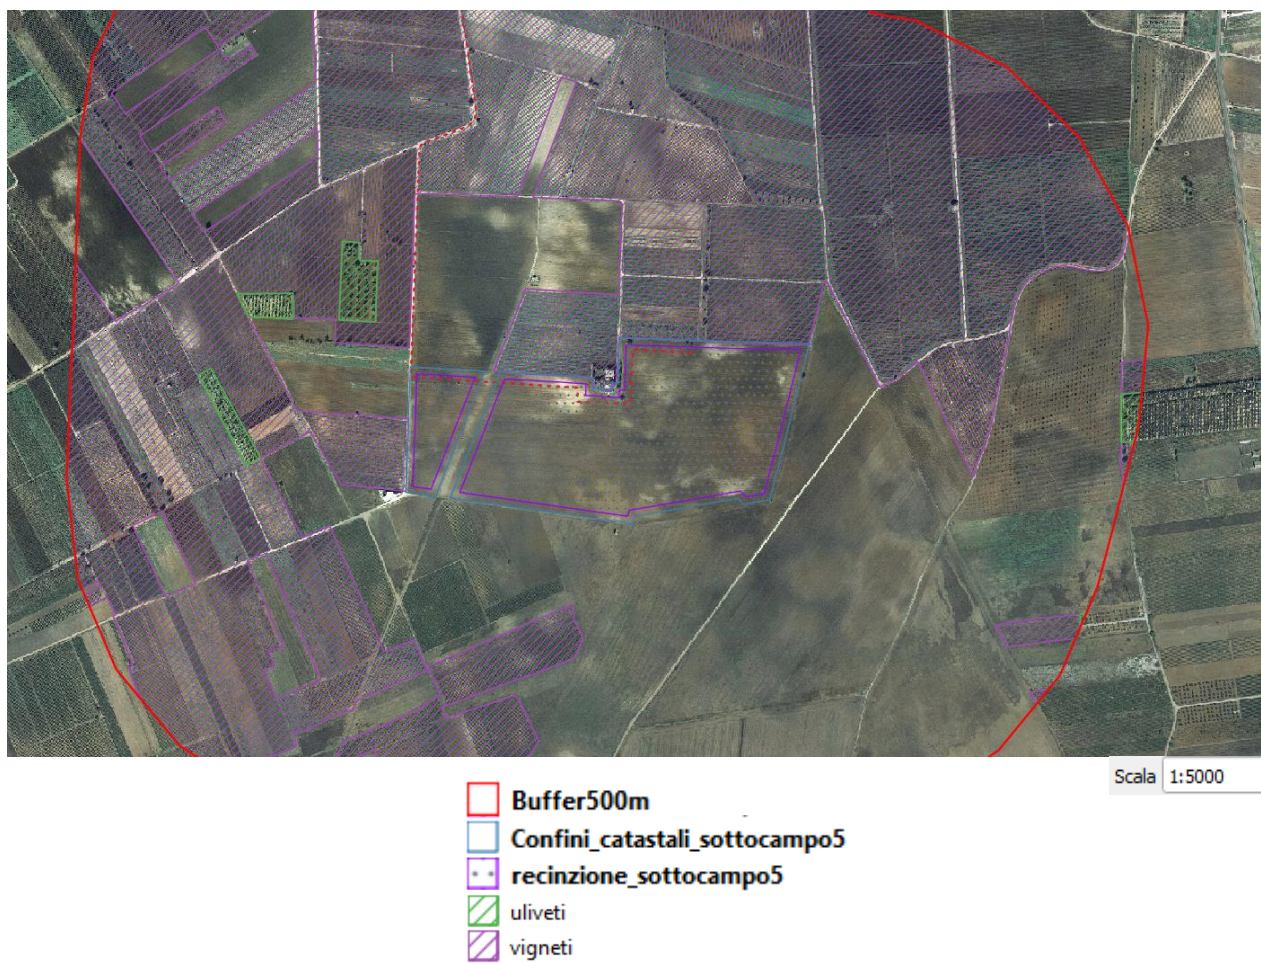 Scala 1:5000
Buffer500m
Confini_catastali_sottocampo5
recinzione_sottocampo5
uliveti
vigneti